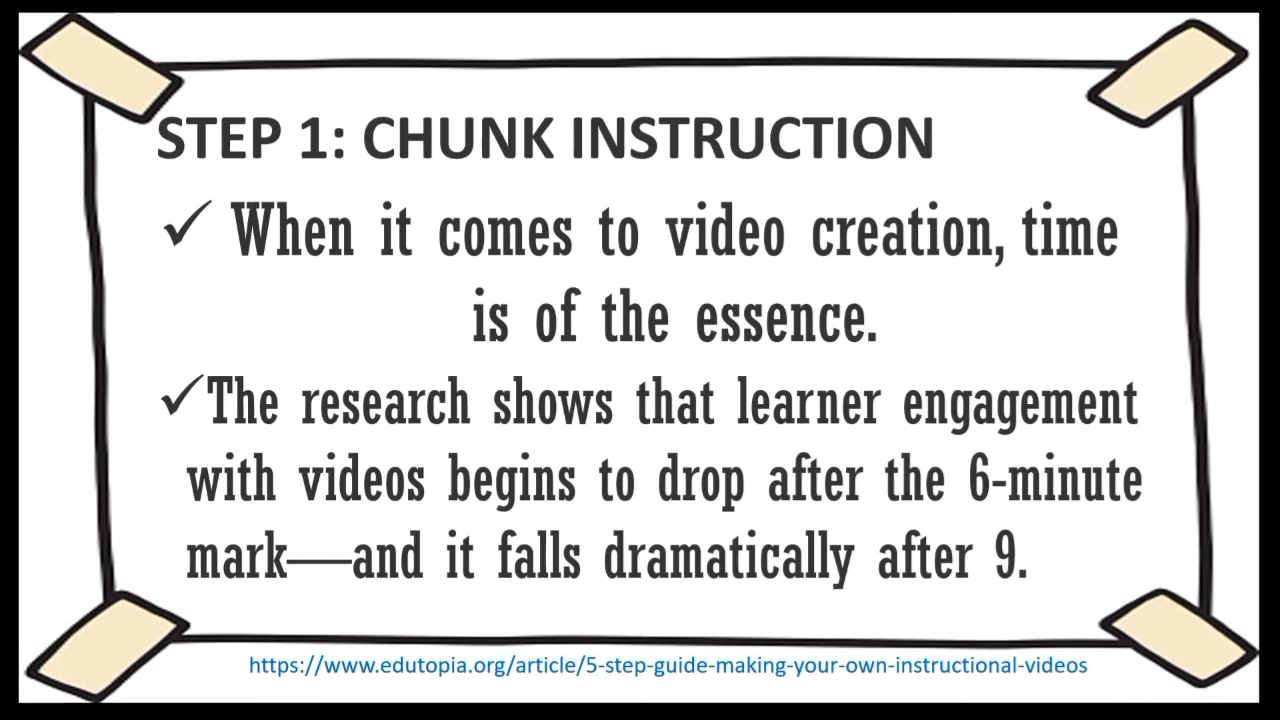 STEP 1: CHUNK INSTRUCTION
✓ When it comes to video creation, time
is of the essence.
✓The research shows that learner engagement
with videos begins to drop after the 6-minute
mark—and it falls dramatically after 9.
https://www.edutopia.org/article/5-step-guide-making-your-own-instructional-videos